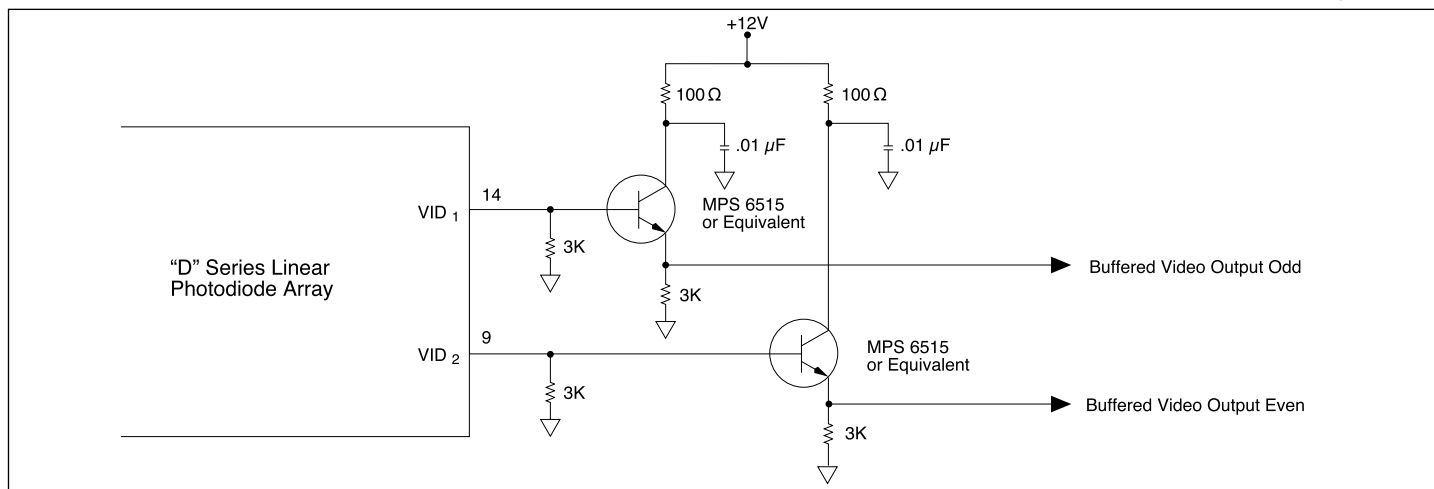 +12V
100 Ω
100 Ω
.01 µF
.01 µF
14
VID 1
MPS 6515
or Equivalent
3K
“D” Series Linear
Photodiode Array
Buffered Video Output Odd
3K
9
VID 2
MPS 6515
or Equivalent
3K
Buffered Video Output Even
3K